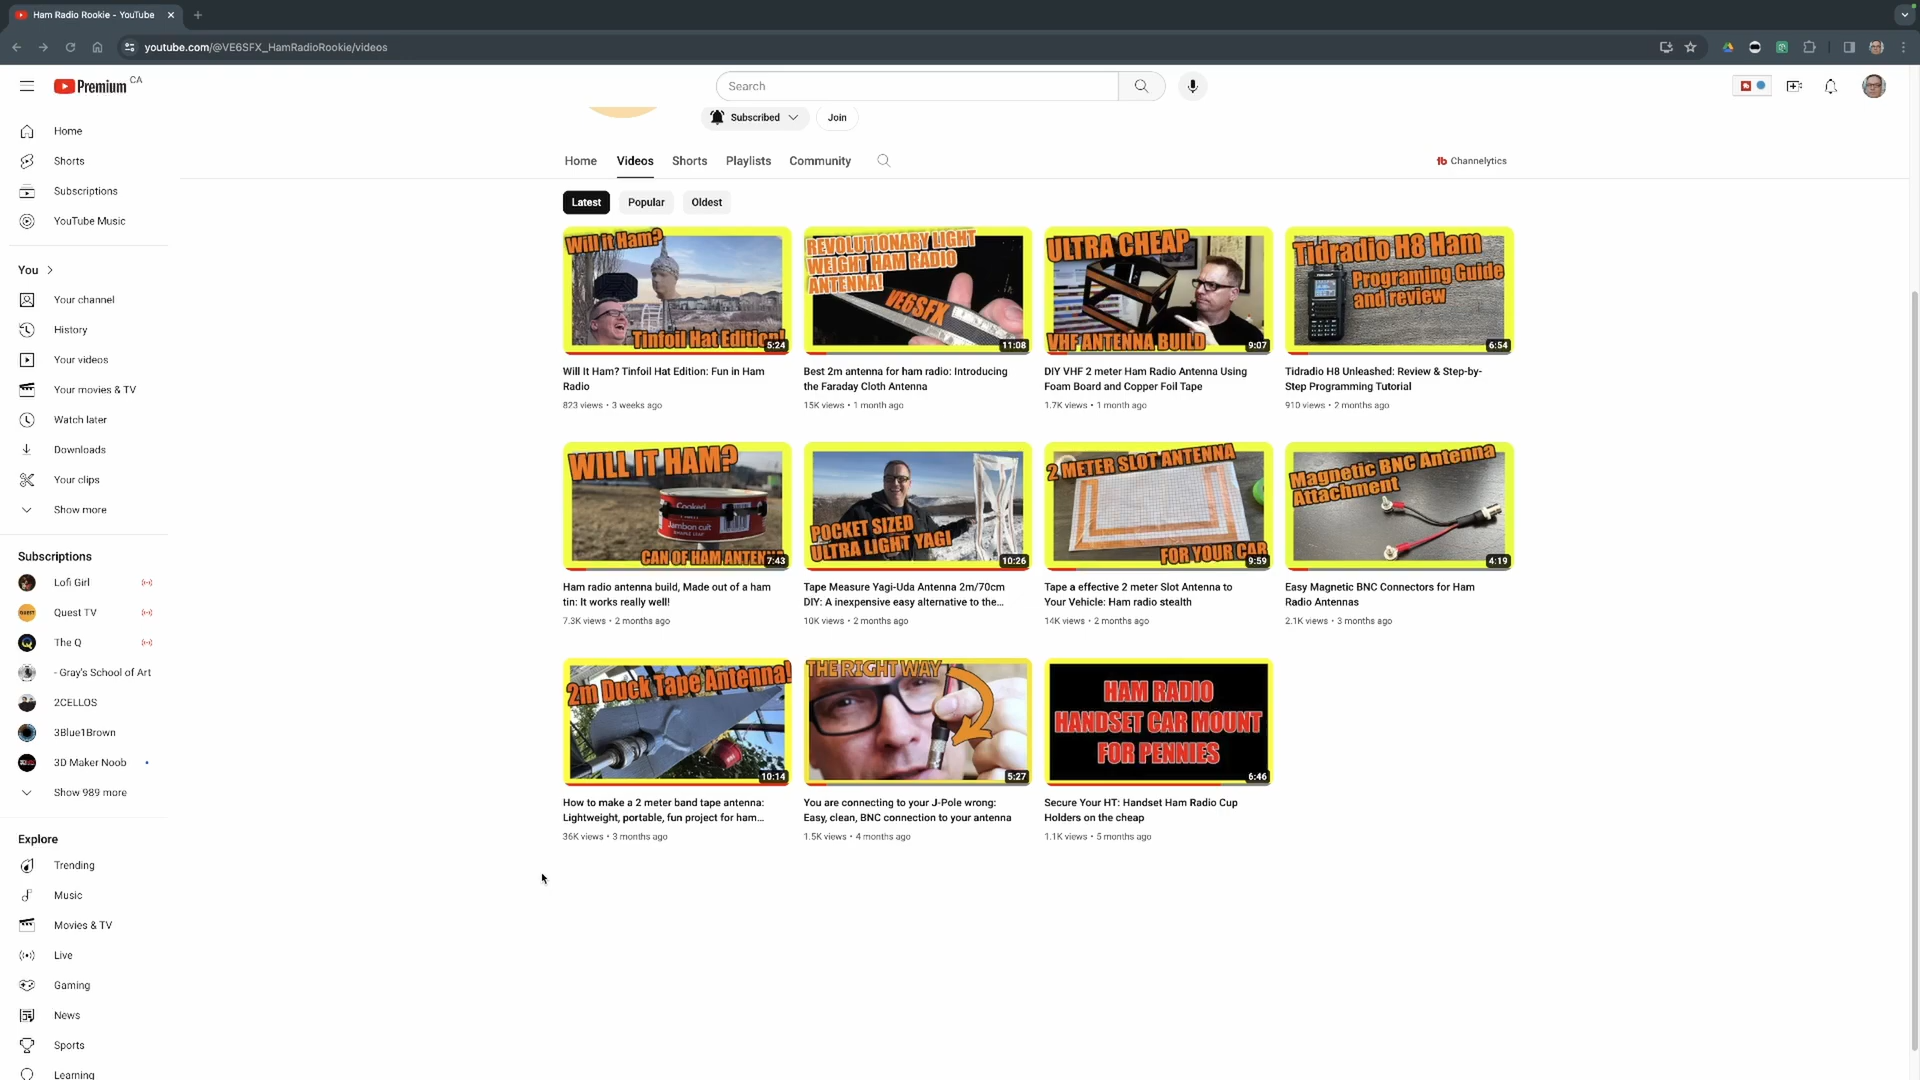 Ham Radio Rookie - YouTube
youtube.com/@VE6SFX_HamRadioRookie/videos
Premium
CA
Search
Subscribed
Join
Home
Videos
Shorts
Playlists
Community
tb Channelytics
Latest
Popular
Oldest
Home
Shorts
Subscriptions
YouTube Music
You
Your channel
History
Your videos
Your movies & TV
Watch later
Downloads
Your clips
Show more
Subscriptions
Lofi Girl
Quest TV
The Q
- Gray's School of Art
2CELLOS
3Blue1Brown
3D Maker Noob
Show 989 more
Explore
Trending
Music
Movies & TV
Live
Gaming
News
Sports
Learning
Will it Ham?
Tinfoil Hat Edition!
5:24
Will It Ham? Tinfoil Hat Edition: Fun in Ham
Radio
823 views • 3 weeks ago
REVOLUTIONARY LIGHT
WEIGHT HAM RADIO
ANTENNA!
VE6SFX
11:08
Best 2m antenna for ham radio: Introducing
the Faraday Cloth Antenna
15K views • 1 month ago
ULTRA CHEAP
VHF ANTENNA BUILD
9:07
DIY VHF 2 meter Ham Radio Antenna Using
Foam Board and Copper Foil Tape
1.7K views • 1 month ago
Tidradio H8 Ham
Programing Guide
and review
6:54
Tidradio H8 Unleashed: Review & Step-by-
Step Programming Tutorial
910 views • 2 months ago
WILL IT HAM?
Cooked
Jambon cuit
CAN OF HAM ANTENN
7:43
Ham radio antenna build, Made out of a ham
tin: It works really well!
7.3K views • 2 months ago
POCKET SIZED
ULTRA LIGHT YAGI
10:26
Tape Measure Yagi-Uda Antenna 2m/70cm
DIY: A inexpensive easy alternative to the...
10K views • 2 months ago
2 METER SLOT ANTENNA
FOR YOUR CAR
9:59
Tape a effective 2 meter Slot Antenna to
Your Vehicle: Ham radio stealth
14K views • 2 months ago
Magnetic BNC Antenna
Attachment
4:19
Easy Magnetic BNC Connectors for Ham
Radio Antennas
2.1K views • 3 months ago
2m Duck Tape Antenna!
10:14
How to make a 2 meter band tape antenna:
Lightweight, portable, fun project for ham...
36K views • 3 months ago
THE RIGHT WAY
5:27
You are connecting to your J-Pole wrong:
Easy, clean, BNC connection to your antenna
1.5K views • 4 months ago
HAM RADIO
HANDSET CAR MOUNT
FOR PENNIES
6:46
Secure Your HT: Handset Ham Radio Cup
Holders on the cheap
1.1K views • 5 months ago